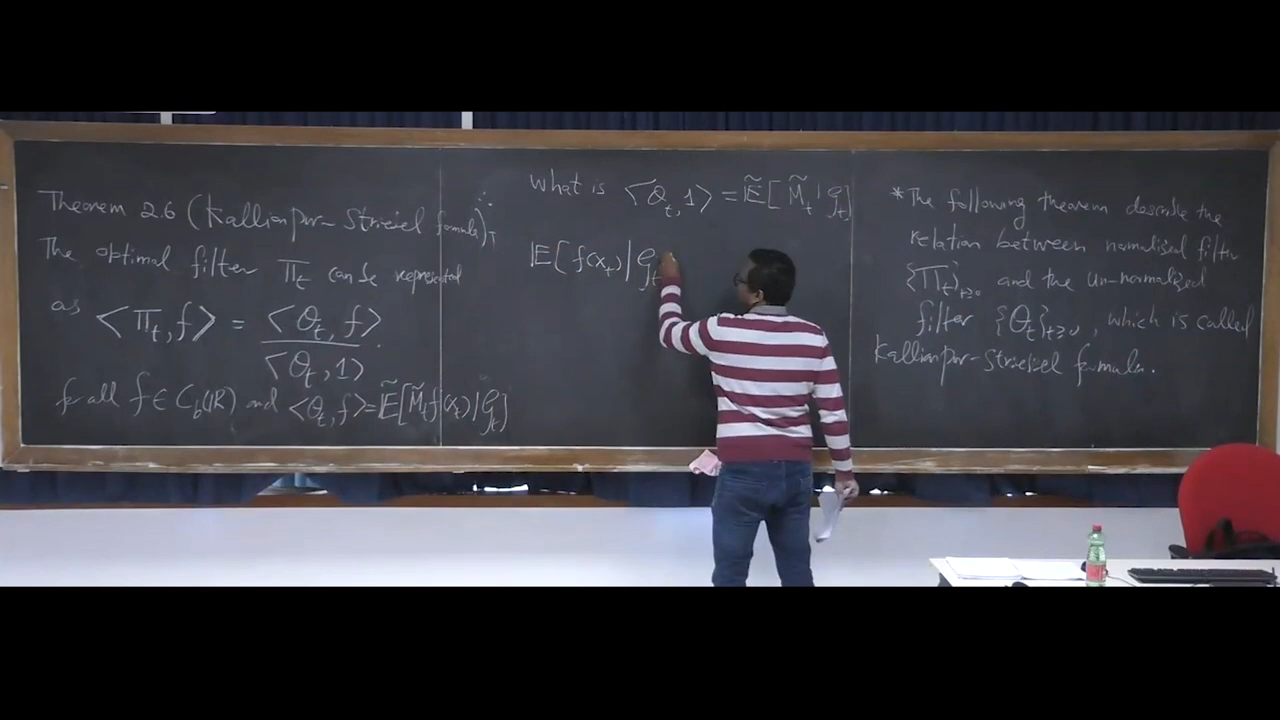 Theorem 2.6 (Kallianpur-Striebel formula):
The optimal filter Π_t can be represented
as <Π_t, f> = <Θ_t, f> / <Θ_t, 1>.
for all f ∈ C_b(ℝ) and <Θ_t, f> = Ẽ[M̃_t f(X_t) | 𝒢_t]
What is <Θ_t, 1> = Ẽ[M̃_t | 𝒢_t]
𝔼[f(X_t) | 𝒢_t
* The following theorem describe the
relation between normalised filter
{Π_t}_{t≥0} and the un-normalized
filter {Θ_t}_{t≥0}, which is called
Kallianpur-Striebel formula.